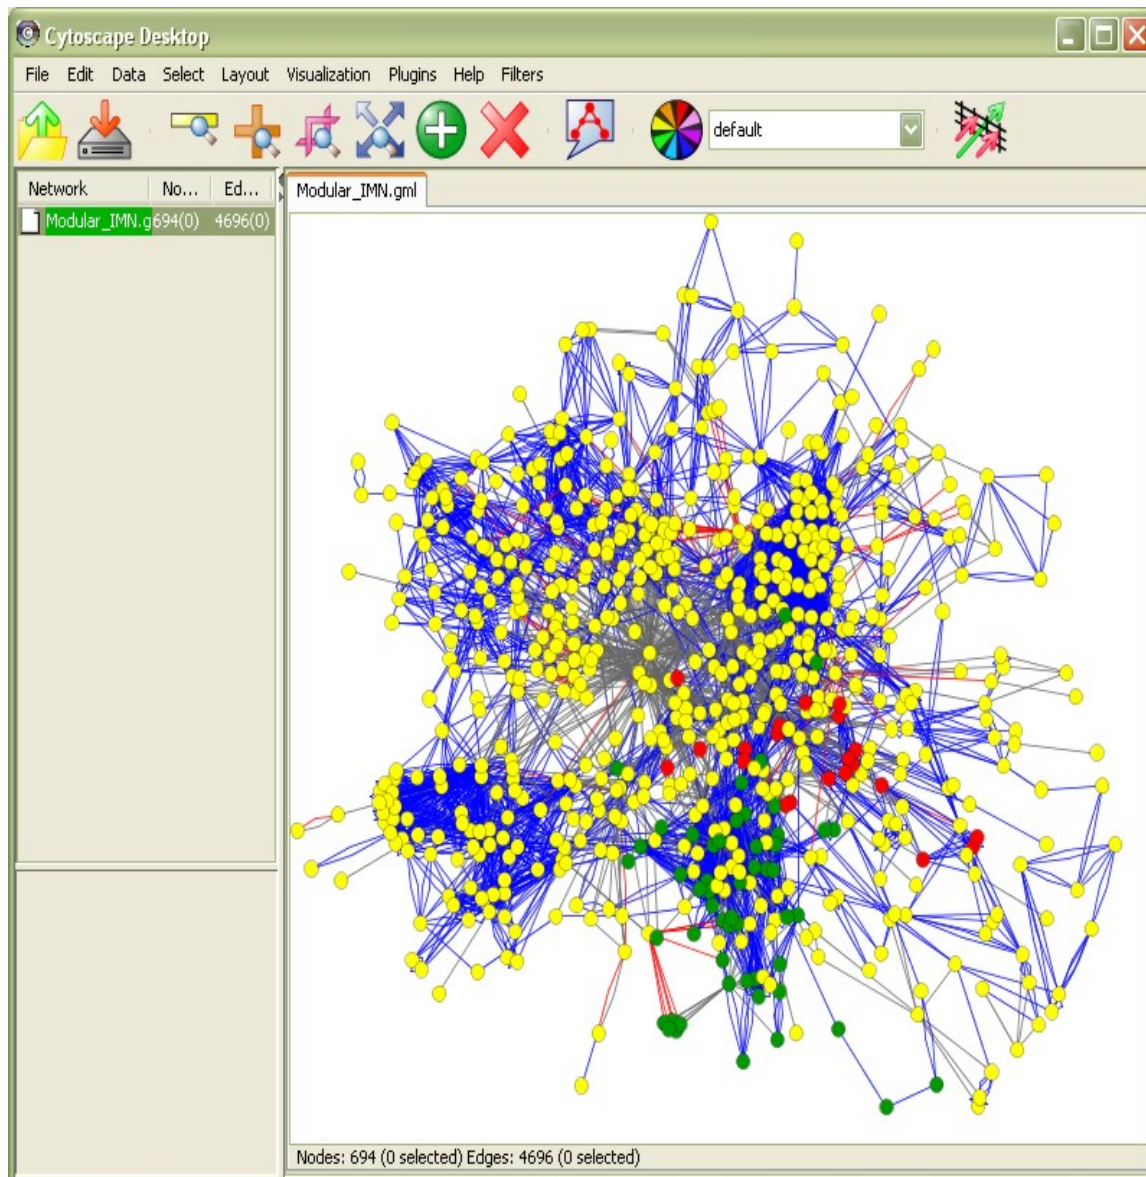 Cytoscape Desktop
File Edit Data Select Layout Visualization Plugins Help Filters
default
Network No... Ed...
Modular_IMN.g 694(0) 4696(0)
Modular_IMN.gml
Nodes: 694 (0 selected) Edges: 4696 (0 selected)